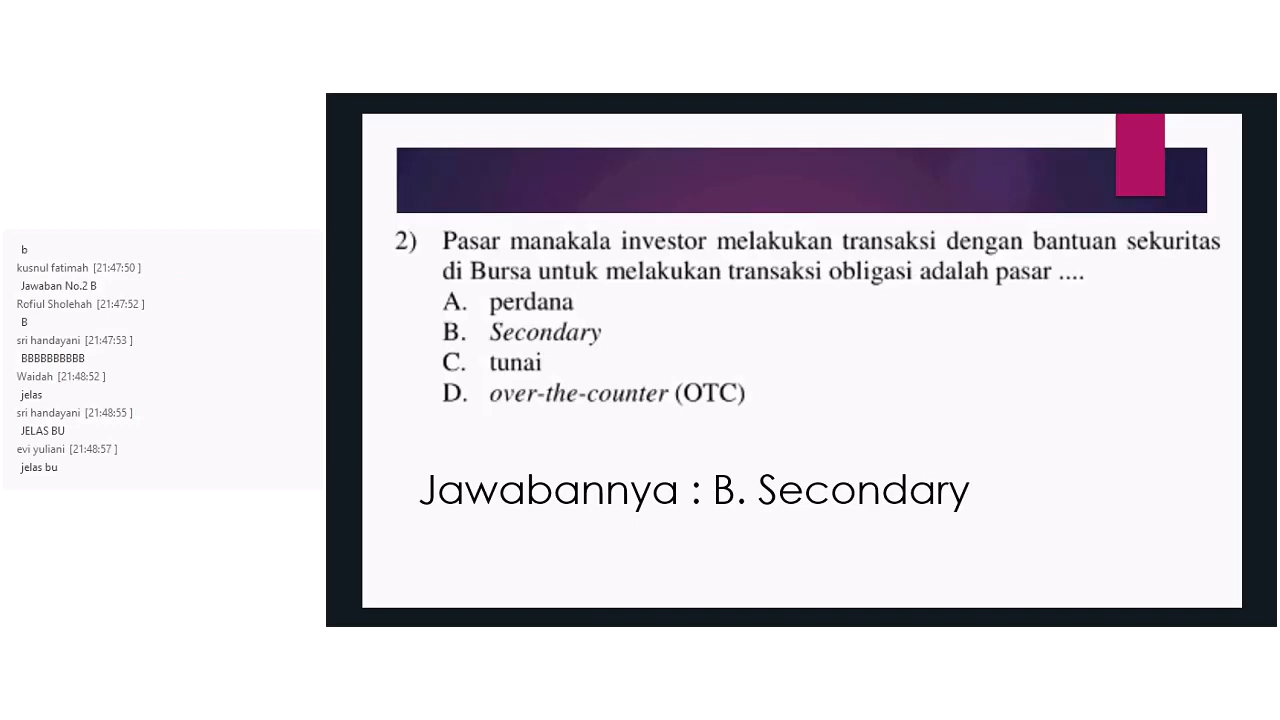 b
kusnul fatimah [21:47:50 ]
Jawaban No.2 B
Rofiul Sholehah [21:47:52 ]
B
sri handayani [21:47:53 ]
BBBBBBBBBB
Waidah [21:48:52 ]
jelas
sri handayani [21:48:55 ]
JELAS BU
evi yuliani [21:48:57 ]
jelas bu
2) Pasar manakala investor melakukan transaksi dengan bantuan sekuritas
di Bursa untuk melakukan transaksi obligasi adalah pasar ....
A. perdana
B. Secondary
C. tunai
D. over-the-counter (OTC)
Jawabannya : B. Secondary